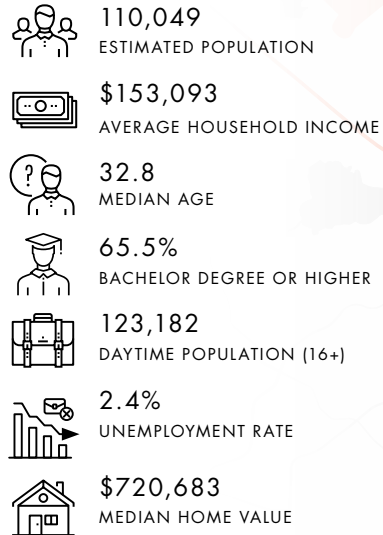 110,049
ESTIMATED POPULATION
$153,093
AVERAGE HOUSEHOLD INCOME
?
32.8
MEDIAN AGE
65.5%
BACHELOR DEGREE OR HIGHER
123,182
DAYTIME POPULATION (16+)
2.4%
UNEMPLOYMENT RATE
$720,683
MEDIAN HOME VALUE